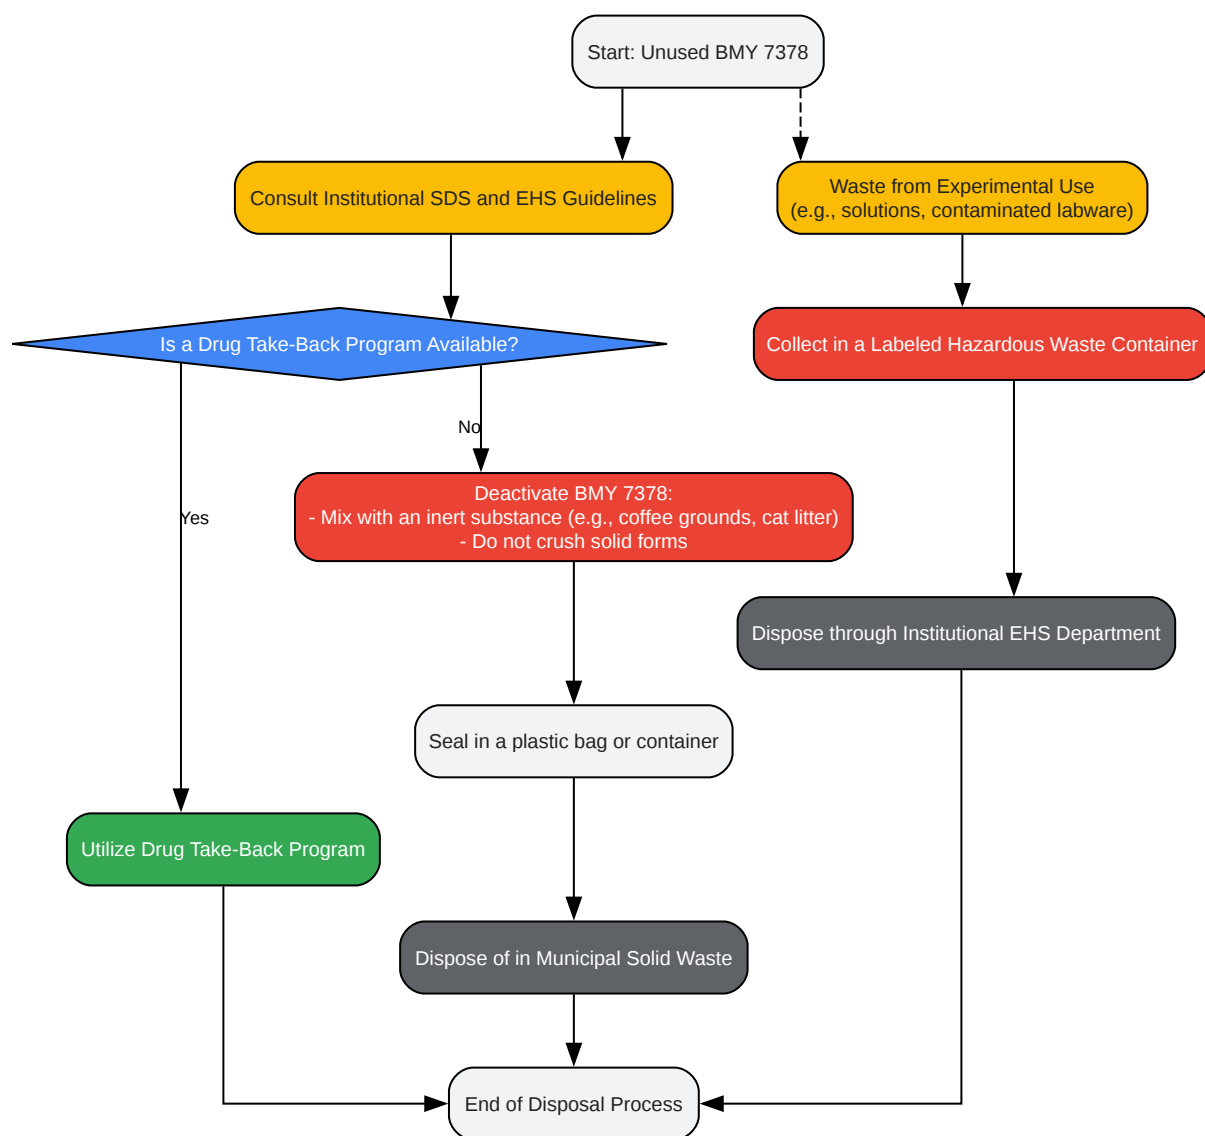 Start: Unused BMY 7378
Consult Institutional SDS and EHS Guidelines
Waste from Experimental Use
(e.g., solutions, contaminated labware)
Is a Drug Take-Back Program Available?
Collect in a Labeled Hazardous Waste Container
No
Yes
Deactivate BMY 7378:
- Mix with an inert substance (e.g., coffee grounds, cat litter)
- Do not crush solid forms
Dispose through Institutional EHS Department
Seal in a plastic bag or container
Utilize Drug Take-Back Program
Dispose of in Municipal Solid Waste
End of Disposal Process